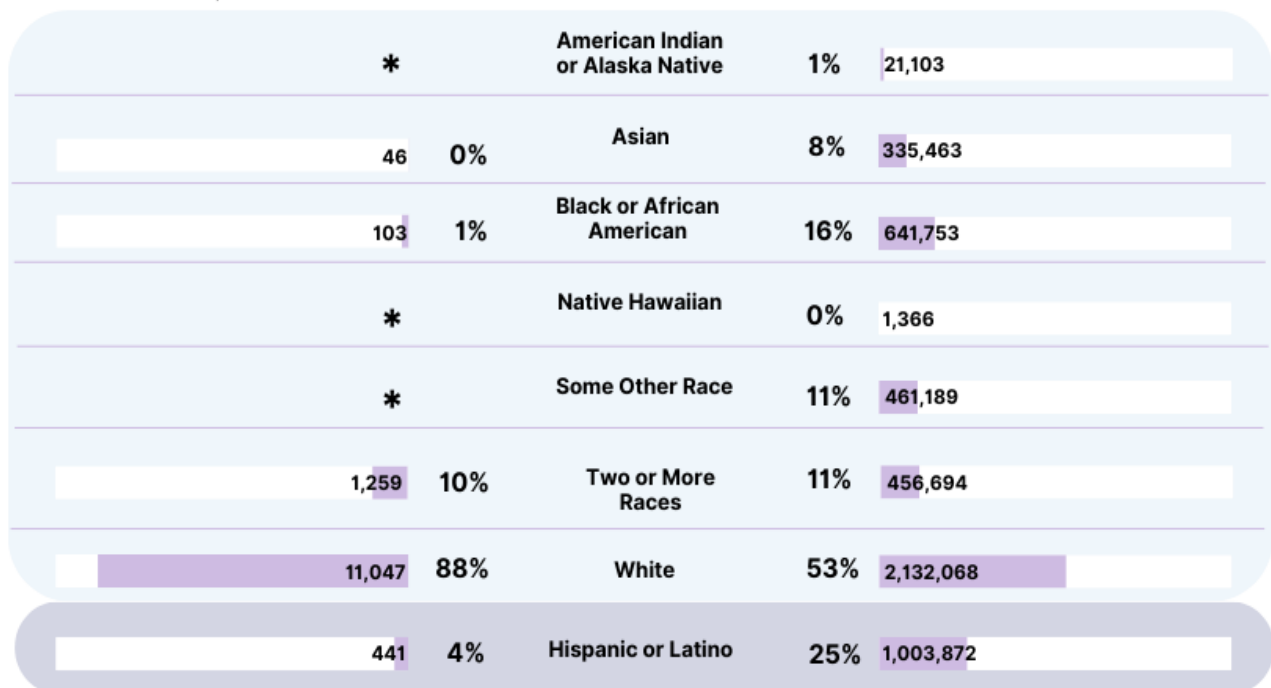 American Indian
or Alaska Native
* 1% 21,103
Asian
46 0% 8% 335,463
Black or African
American
103 1% 16% 641,753
Native Hawaiian
* 0% 1,366
Some Other Race
* 11% 461,189
Two or More
Races
1,259 10% 11% 456,694
11,047 88% White 53% 2,132,068
441 4% Hispanic or Latino 25% 1,003,872